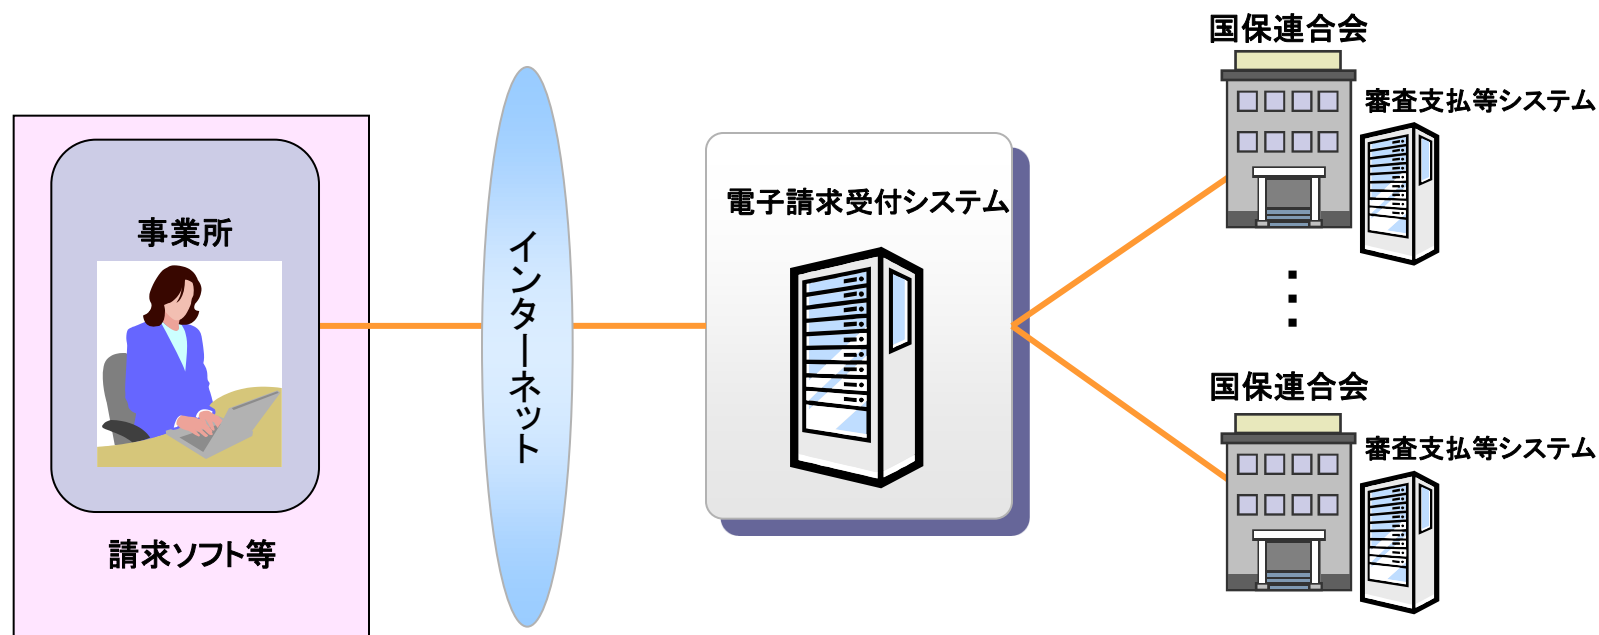 事業所
請求ソフト等
インターネット
電子請求受付システム
国保連合会
審査支払等システム
国保連合会
審査支払等システム